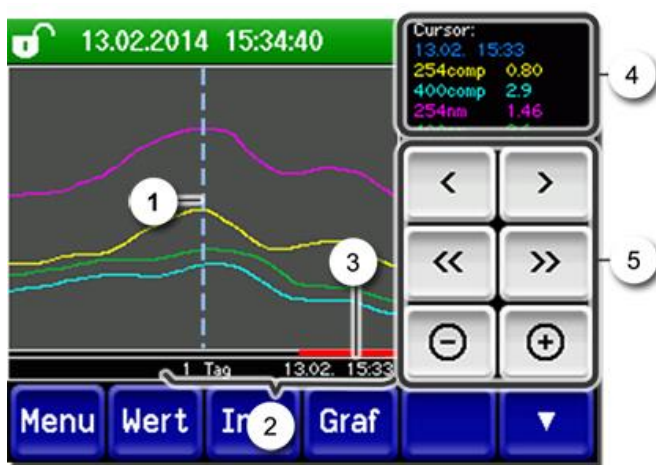 13.02.2014 15:34:40
Cursor:
13.02. 15:33
254comp 0.80
400comp 2.9
254nm 1.46
4
1
3
5
< >
<< >>
− +
1 Tag 13.02. 15:33
Menu Wert Graf ▼
2